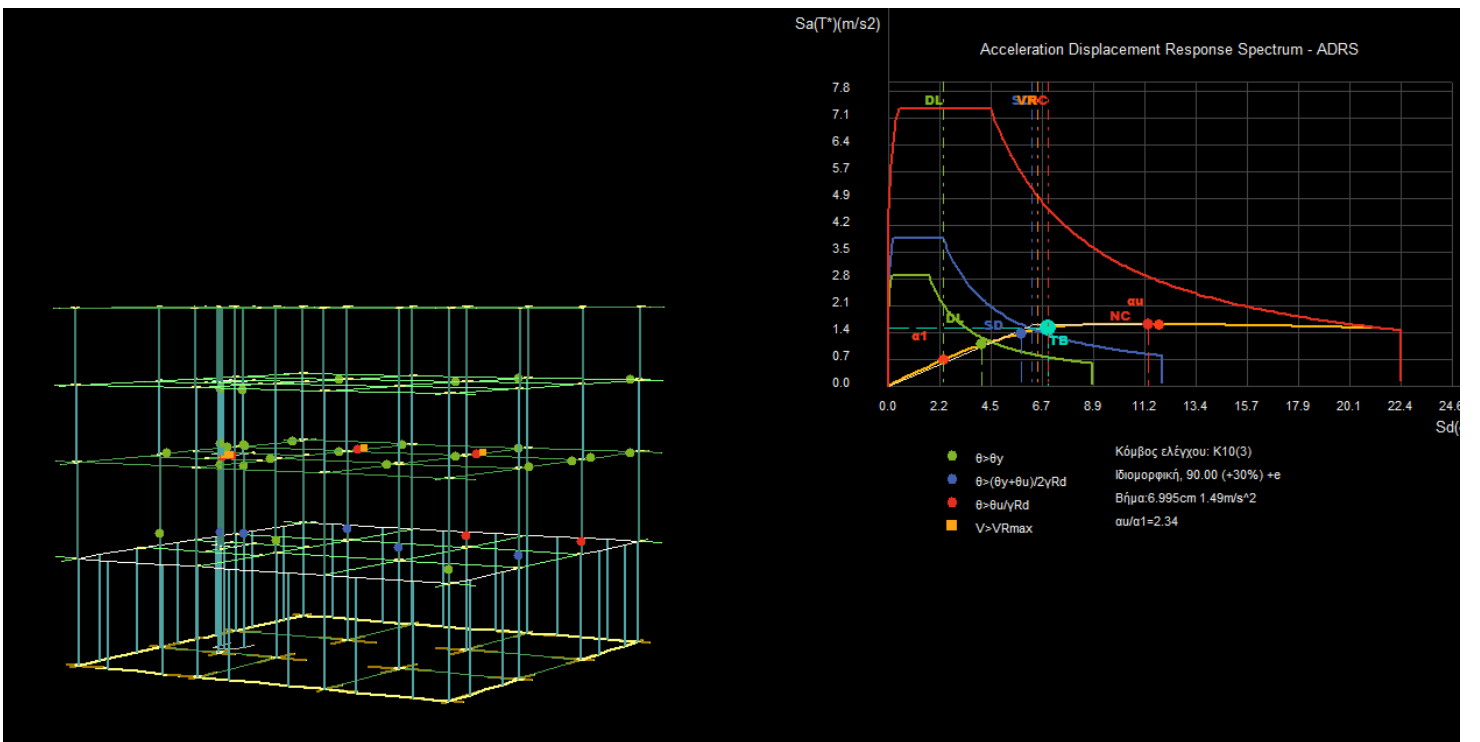 Sa(T*)(m/s2)
Acceleration Displacement Response Spectrum - ADRS
7.8
7.1
6.4
5.7
4.9
4.2
3.5
2.8
2.1
1.4
0.7
0.0
DL
VR
C
DL
SD
αu
NC
TB
α1
0.0 2.2 4.5 6.7 8.9 11.2 13.4 15.7 17.9 20.1 22.4 24.6
Sd(
θ>θy
θ>(θy+θu)/2γRd
θ>θu/γRd
V>VRmax
Κόμβος ελέγχου: K10(3)
Ιδιομορφική, 90.00 (+30%) +e
Βήμα:6.995cm 1.49m/s^2
αu/α1=2.34